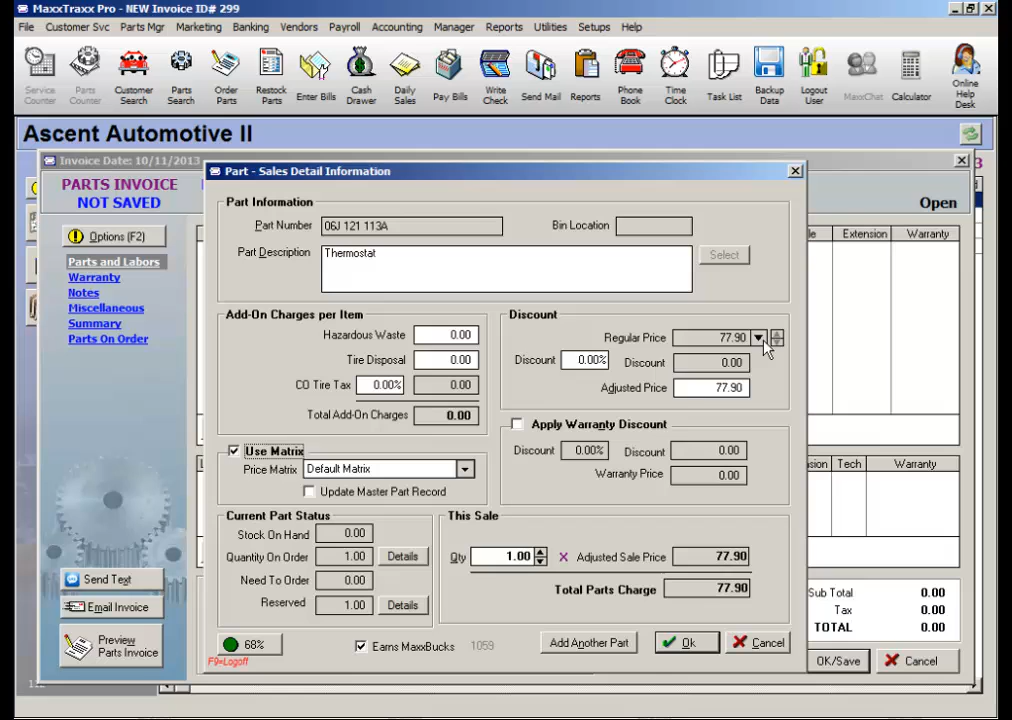 MaxxTraxx Pro - NEW Invoice ID# 299
File Customer Svc Parts Mgr Marketing Banking Vendors Payroll Accounting Manager Reports Utilities Setups Help
Service Counter
Parts Counter
Customer Search
Parts Search
Order Parts
Restock Parts
Enter Bills
Cash Drawer
Daily Sales
Pay Bills
Write Check
Send Mail
Reports
Phone Book
Time Clock
Task List
Backup Data
Logout User
MaxxChat
Calculator
Online Help Desk
Ascent Automotive II
Invoice Date: 10/11/2013
PARTS INVOICE
NOT SAVED
Open
Options (F2)
Parts and Labors
Warranty
Notes
Miscellaneous
Summary
Parts On Order
Send Text
Email Invoice
Preview Parts Invoice
Part - Sales Detail Information
Part Information
Part Number 06J 121 113A Bin Location
Part Description Thermostat Select
Add-On Charges per Item
Hazardous Waste 0.00
Tire Disposal 0.00
CO Tire Tax 0.00% 0.00
Total Add-On Charges 0.00
Discount
Regular Price 77.90
Discount 0.00% Discount 0.00
Adjusted Price 77.90
Use Matrix
Price Matrix Default Matrix
Update Master Part Record
Apply Warranty Discount
Discount 0.00% Discount 0.00
Warranty Price 0.00
Current Part Status
Stock On Hand 0.00
Quantity On Order 1.00 Details
Need To Order 0.00
Reserved 1.00 Details
This Sale
Qty 1.00 X Adjusted Sale Price 77.90
Total Parts Charge 77.90
68%
F9=Logoff
Earns MaxxBucks 1059
Add Another Part Ok Cancel
Extension Warranty
Tech Warranty
Sub Total 0.00
Tax 0.00
TOTAL 0.00
OK/Save Cancel